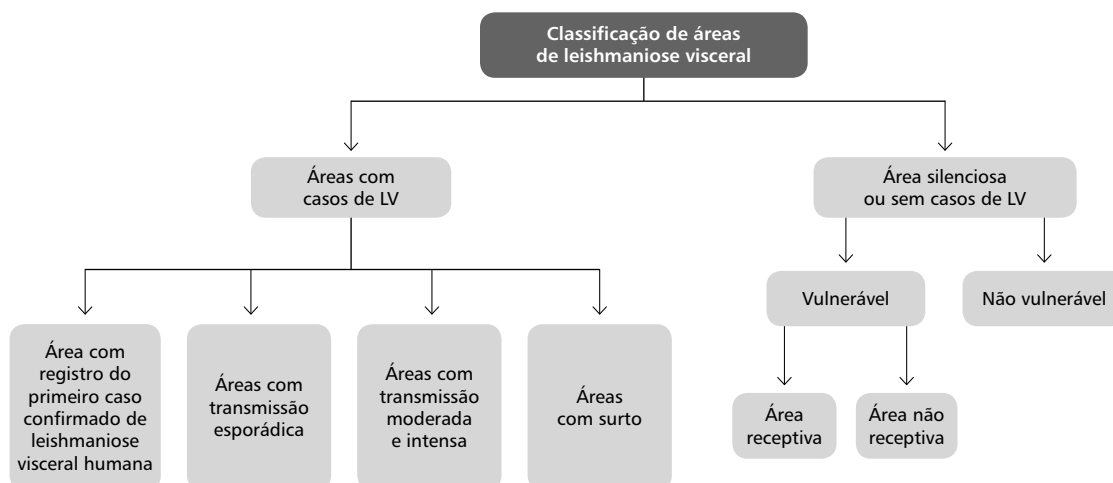 Classificação de áreas
de leishmaniose visceral
Áreas com
casos de LV
Área silenciosa
ou sem casos de LV
Vulnerável
Não vulnerável
Área com
registro do
primeiro caso
confirmado de
leishmaniose
visceral humana
Áreas com
transmissão
esporádica
Áreas com
transmissão
moderada
e intensa
Áreas
com surto
Área
receptiva
Área não
receptiva